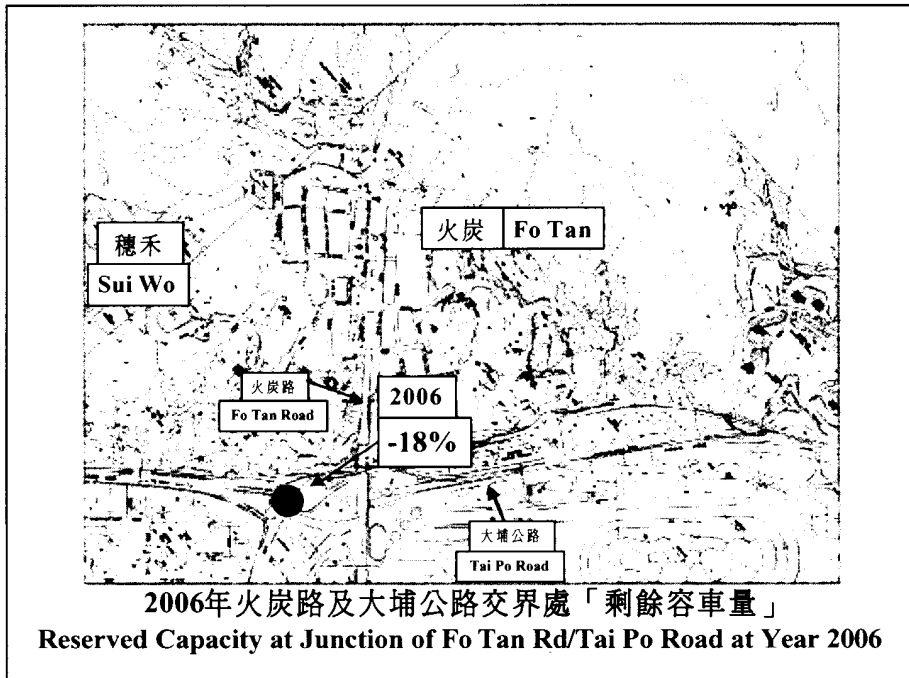 穗禾
Sui Wo
火炭 Fo Tan
火炭路
Fo Tan Road
2006
-18%
大埔公路
Tai Po Road
2006年火炭路及大埔公路交界處「剩餘容車量」
Reserved Capacity at Junction of Fo Tan Rd/Tai Po Road at Year 2006